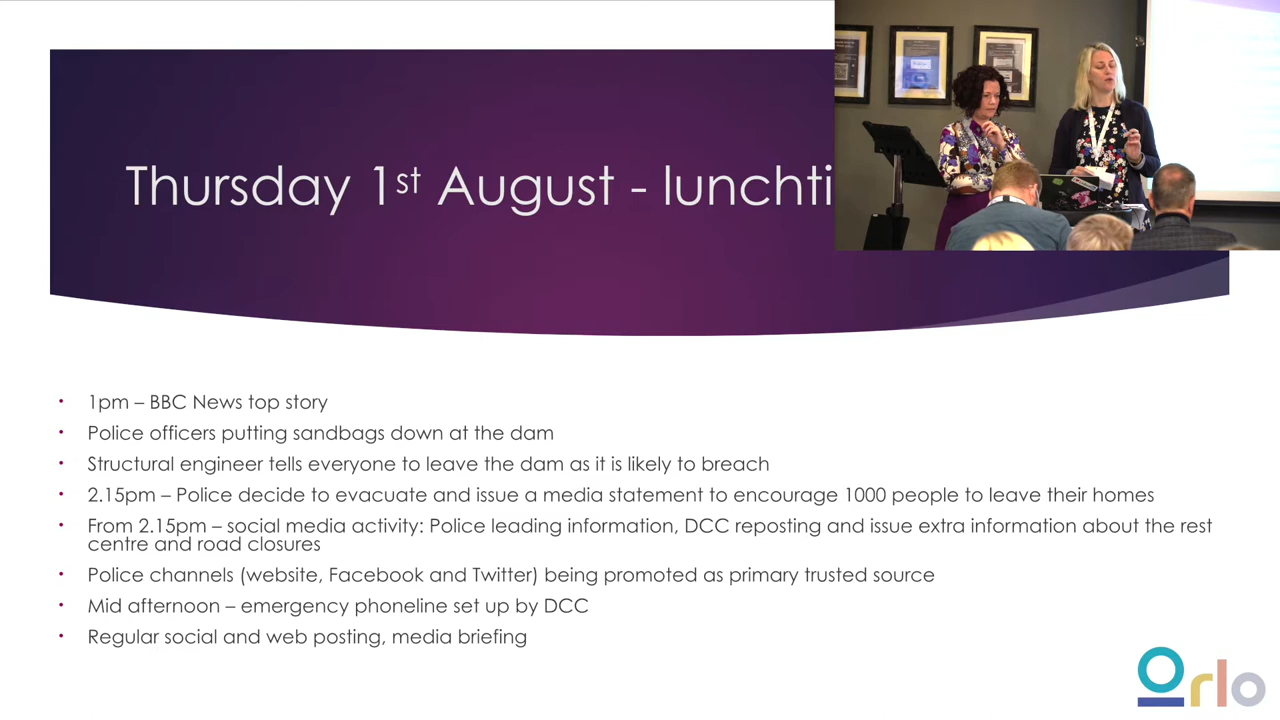 Thursday 1st August - lunchti
• 1pm – BBC News top story
• Police officers putting sandbags down at the dam
• Structural engineer tells everyone to leave the dam as it is likely to breach
• 2.15pm – Police decide to evacuate and issue a media statement to encourage 1000 people to leave their homes
• From 2.15pm – social media activity: Police leading information, DCC reposting and issue extra information about the rest
centre and road closures
• Police channels (website, Facebook and Twitter) being promoted as primary trusted source
• Mid afternoon – emergency phoneline set up by DCC
• Regular social and web posting, media briefing
Orlo